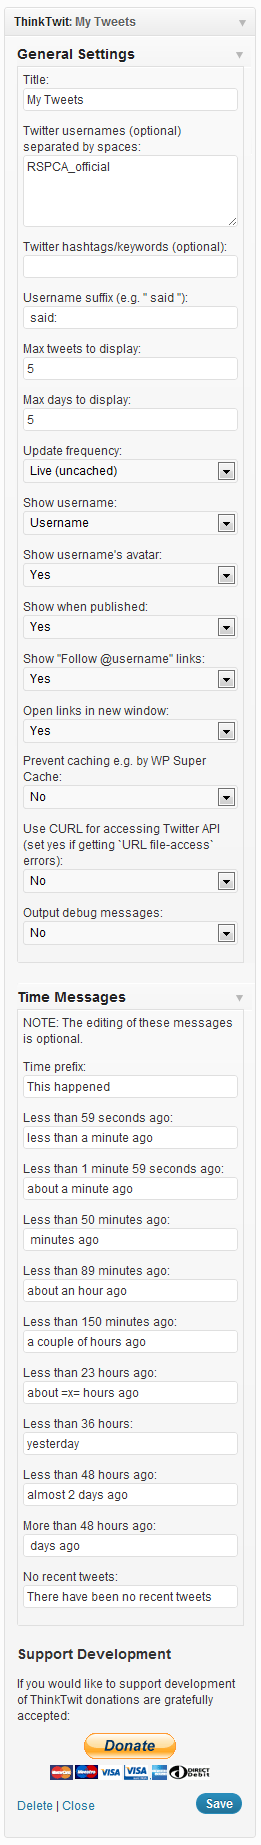 ThinkTwit: My Tweets
General Settings
Title:
My Tweets
Twitter usernames (optional)
separated by spaces:
RSPCA_official
Twitter hashtags/keywords (optional):
Username suffix (e.g. " said "):
said:
Max tweets to display:
5
Max days to display:
5
Update frequency:
Live (uncached)
Show username:
Username
Show username's avatar:
Yes
Show when published:
Yes
Show "Follow @username" links:
Yes
Open links in new window:
Yes
Prevent caching e.g. by WP Super
Cache:
No
Use CURL for accessing Twitter API
(set yes if getting `URL file-access`
errors):
No
Output debug messages:
No
Time Messages
NOTE: The editing of these messages
is optional.
Time prefix:
This happened
Less than 59 seconds ago:
less than a minute ago
Less than 1 minute 59 seconds ago:
about a minute ago
Less than 50 minutes ago:
minutes ago
Less than 89 minutes ago:
about an hour ago
Less than 150 minutes ago:
a couple of hours ago
Less than 23 hours ago:
about =x= hours ago
Less than 36 hours:
yesterday
Less than 48 hours ago:
almost 2 days ago
More than 48 hours ago:
days ago
No recent tweets:
There have been no recent tweets
Support Development
If you would like to support development
of ThinkTwit donations are gratefully
accepted:
Donate
MasterCard Maestro VISA VISA DIRECT Debit
Delete | Close Save